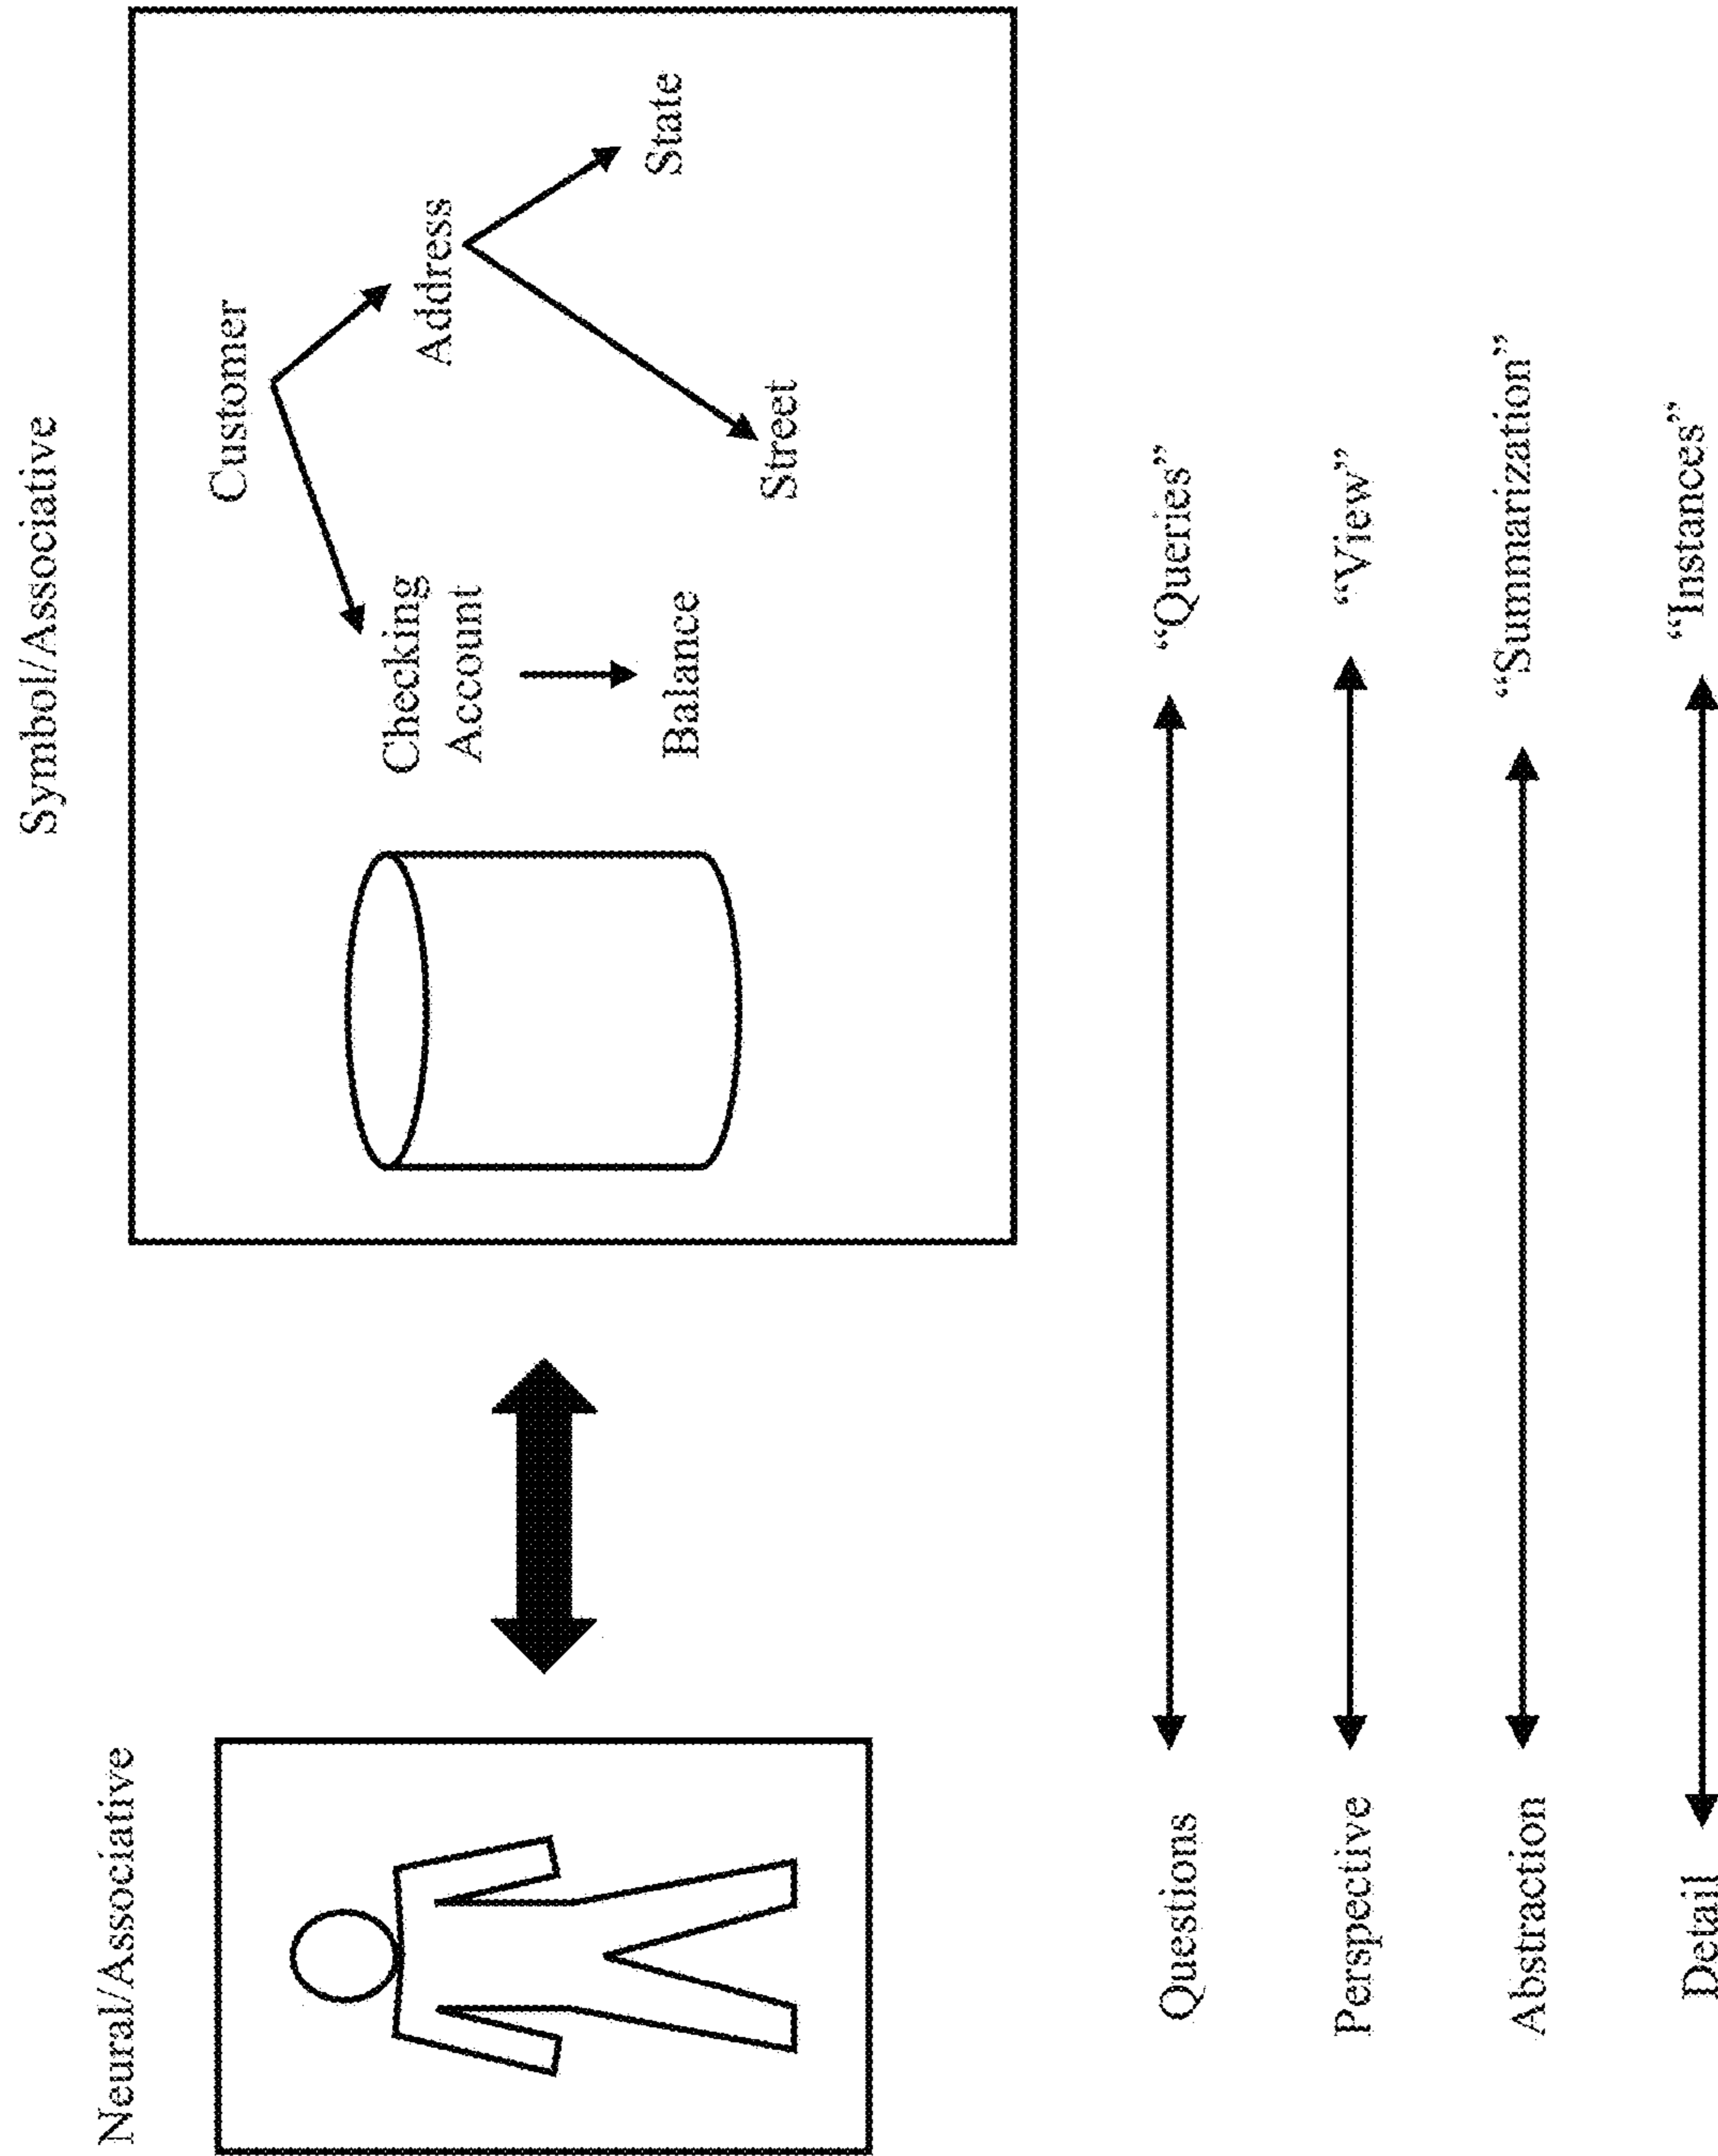 Neural/Associative
Symbol/Associative
Customer
Checking
Account
Address
Balance
Street
State
Questions
“Queries”
Perspective
“View”
Abstraction
“Summarization”
Detail
“Instances”